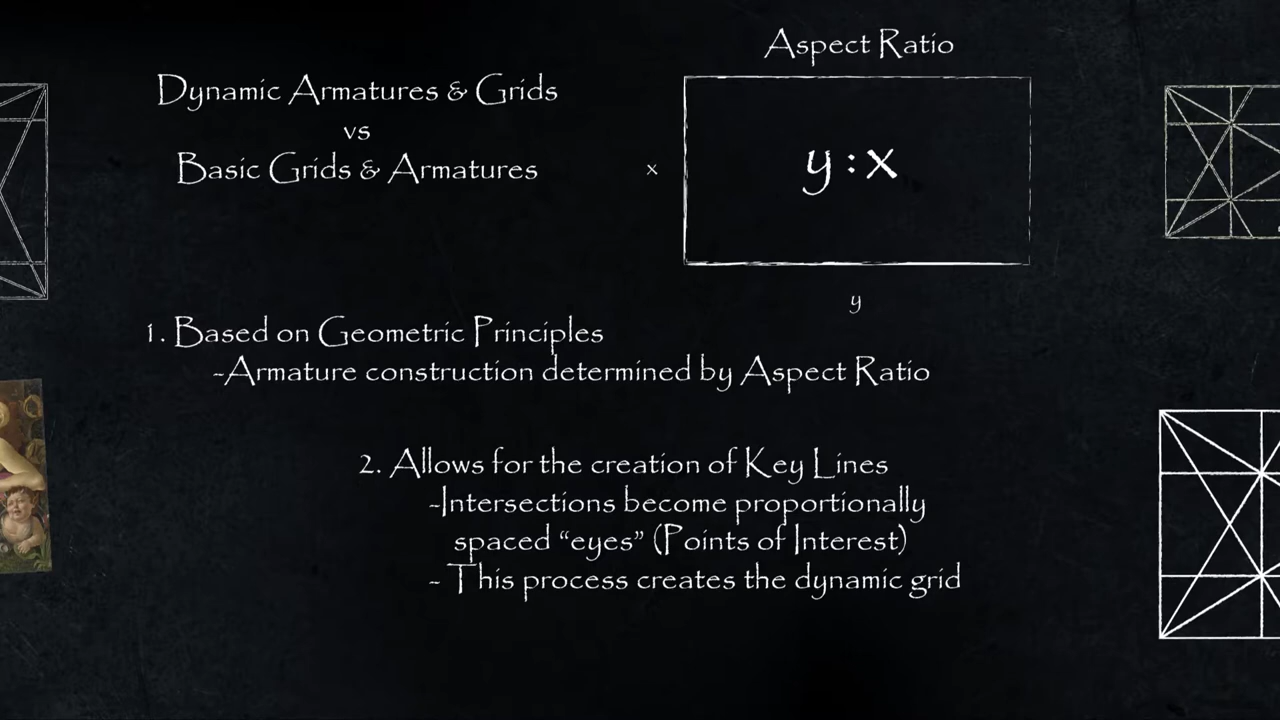 Aspect Ratio
Dynamic Armatures & Grids
vs
Basic Grids & Armatures
x
y : x
y
1. Based on Geometric Principles
-Armature construction determined by Aspect Ratio
2. Allows for the creation of Key Lines
-Intersections become proportionally
spaced “eyes” (Points of Interest)
- This process creates the dynamic grid